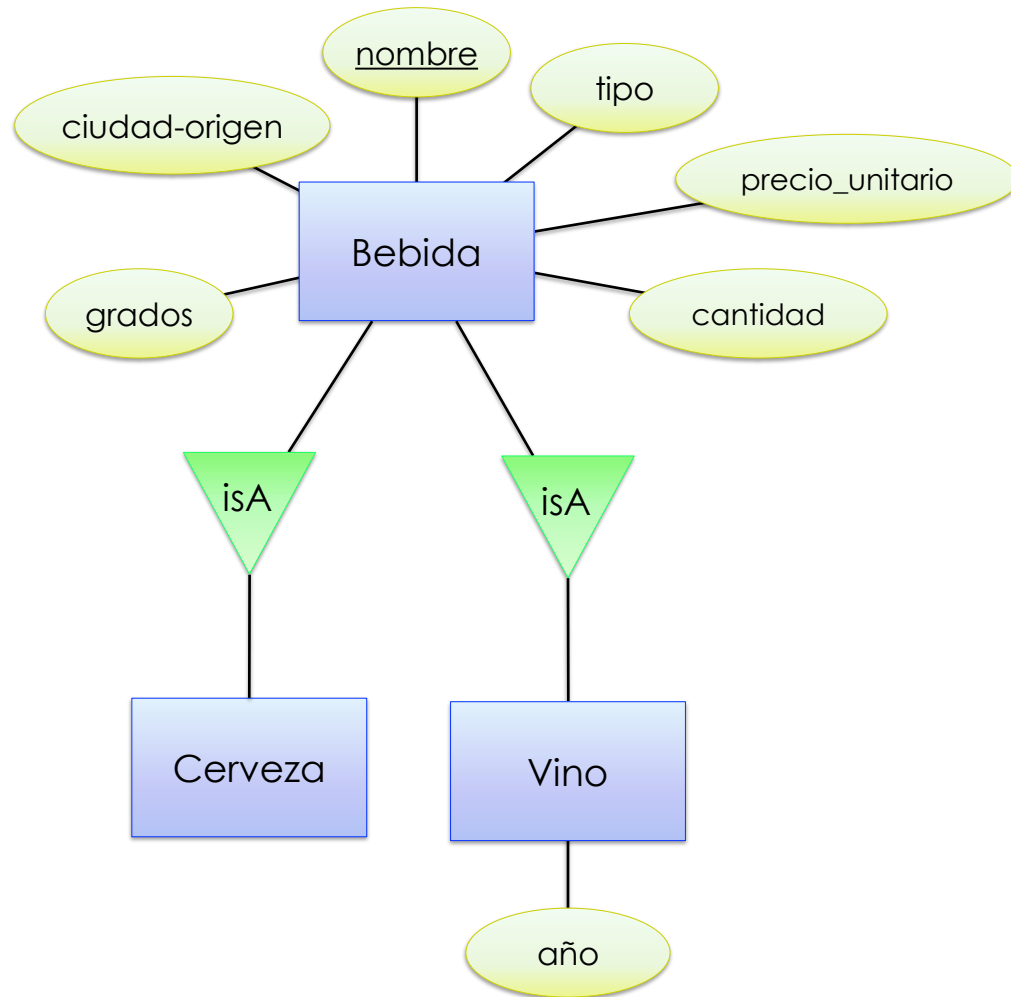 nombre
tipo
ciudad-origen
precio_unitario
Bebida
grados
cantidad
isA
isA
Cerveza
Vino
año